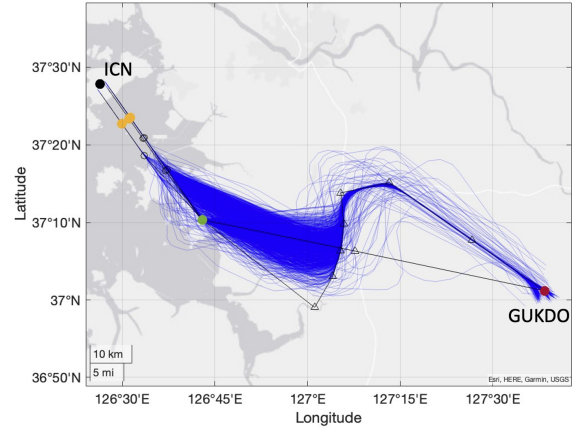 37°30'N
ICN
37°20'N
Latitude
37°10'N
37°N
GUKDO
10 km
5 mi
36°50'N
Esri, HERE, Garmin, USGS
126°30'E 126°45'E 127°E 127°15'E 127°30'E
Longitude